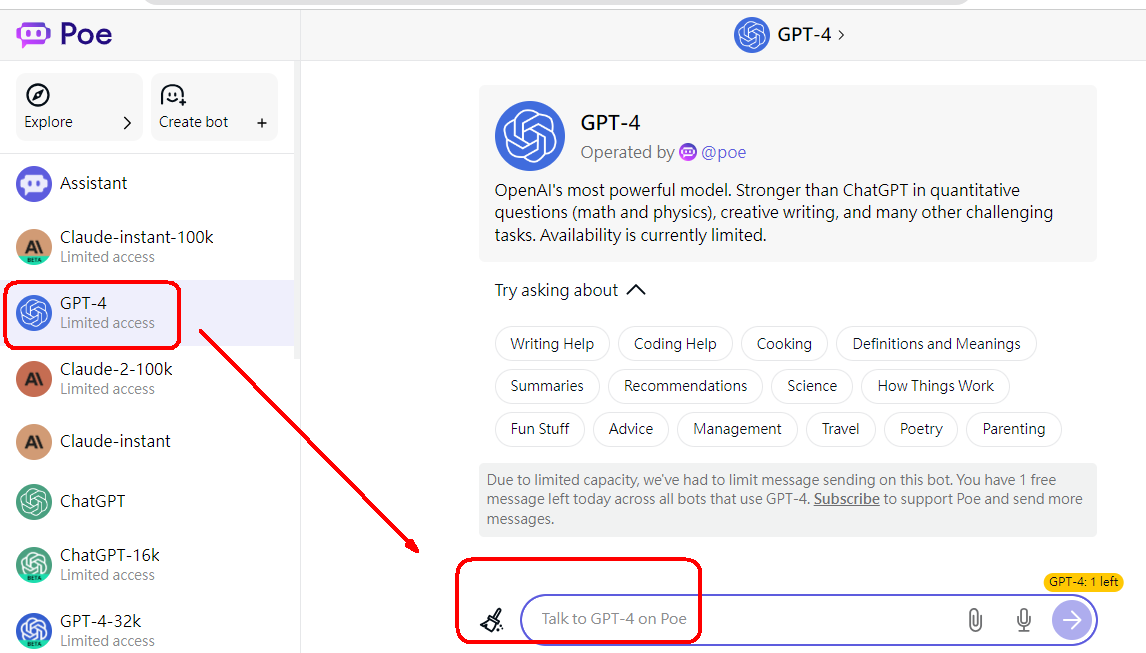 Poe
Explore
Create bot
Assistant
Claude-instant-100k
Limited access
BETA
GPT-4
Limited access
Claude-2-100k
Limited access
Claude-instant
ChatGPT
ChatGPT-16k
Limited access
BETA
GPT-4-32k
Limited access
BETA
GPT-4
GPT-4
Operated by @poe
OpenAI's most powerful model. Stronger than ChatGPT in quantitative
questions (math and physics), creative writing, and many other challenging
tasks. Availability is currently limited.
Try asking about
Writing Help Coding Help Cooking Definitions and Meanings
Summaries Recommendations Science How Things Work
Fun Stuff Advice Management Travel Poetry Parenting
Due to limited capacity, we've had to limit message sending on this bot. You have 1 free
message left today across all bots that use GPT-4. Subscribe to support Poe and send more
messages.
GPT-4: 1 left
Talk to GPT-4 on Poe